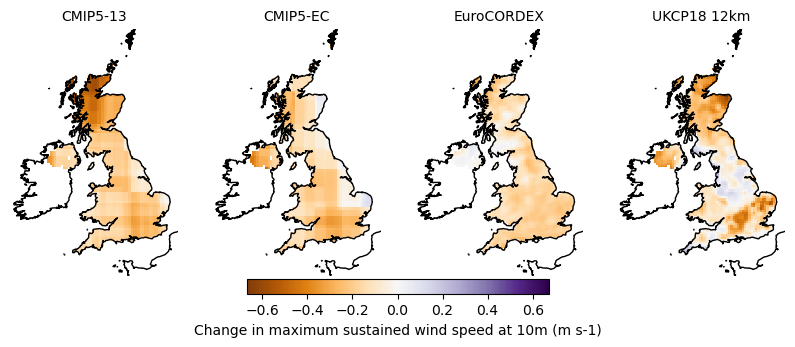 CMIP5-13 CMIP5-EC EuroCORDEX UKCP18 12km
−0.6 −0.4 −0.2 0.0 0.2 0.4 0.6
Change in maximum sustained wind speed at 10m (m s-1)